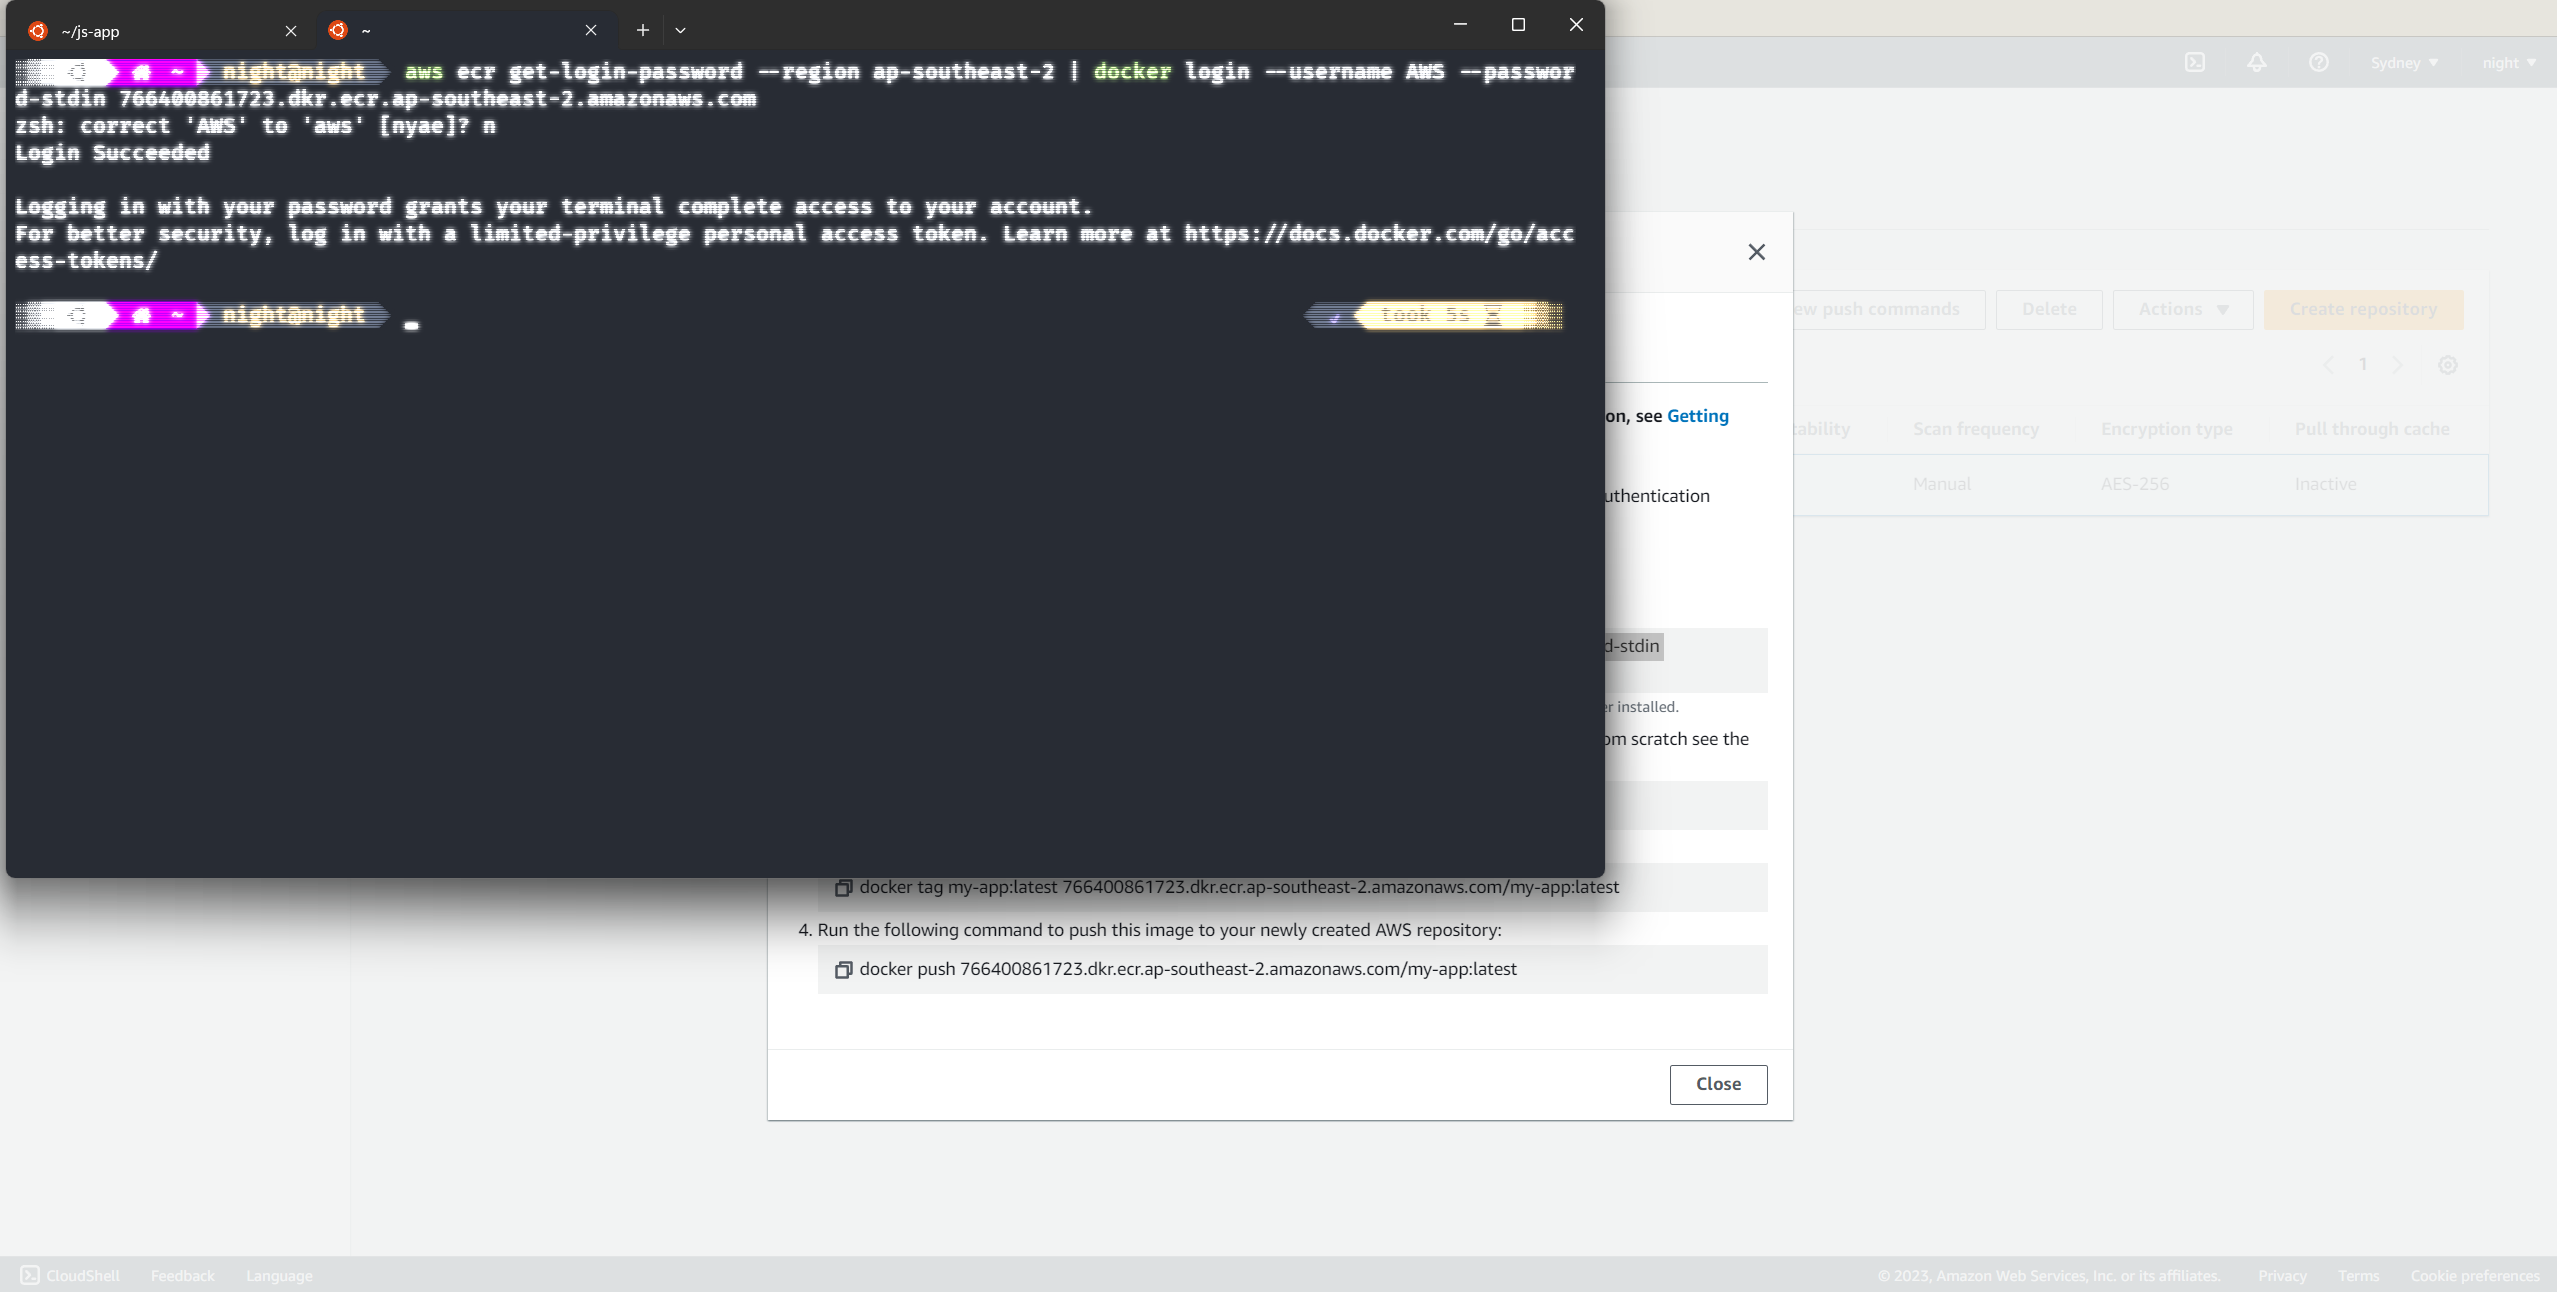 ~/js-app
~
~ night@night aws ecr get-login-password --region ap-southeast-2 | docker login --username AWS --passwor
d-stdin 766400861723.dkr.ecr.ap-southeast-2.amazonaws.com
zsh: correct 'AWS' to 'aws' [nyae]? n
Login Succeeded
Logging in with your password grants your terminal complete access to your account.
For better security, log in with a limited-privilege personal access token. Learn more at https://docs.docker.com/go/acc
ess-tokens/
~ night@night took 5s
Sydney ▼ night ▼
push commands Delete Actions ▼ Create repository
1
on, see Getting
Scan frequency Encryption type Pull through cache
Manual AES-256 Inactive
uthentication
d-stdin
er installed.
om scratch see the
docker tag my-app:latest 766400861723.dkr.ecr.ap-southeast-2.amazonaws.com/my-app:latest
4. Run the following command to push this image to your newly created AWS repository:
docker push 766400861723.dkr.ecr.ap-southeast-2.amazonaws.com/my-app:latest
Close
CloudShell Feedback Language © 2023, Amazon Web Services, Inc. or its affiliates. Privacy Terms Cookie preferences